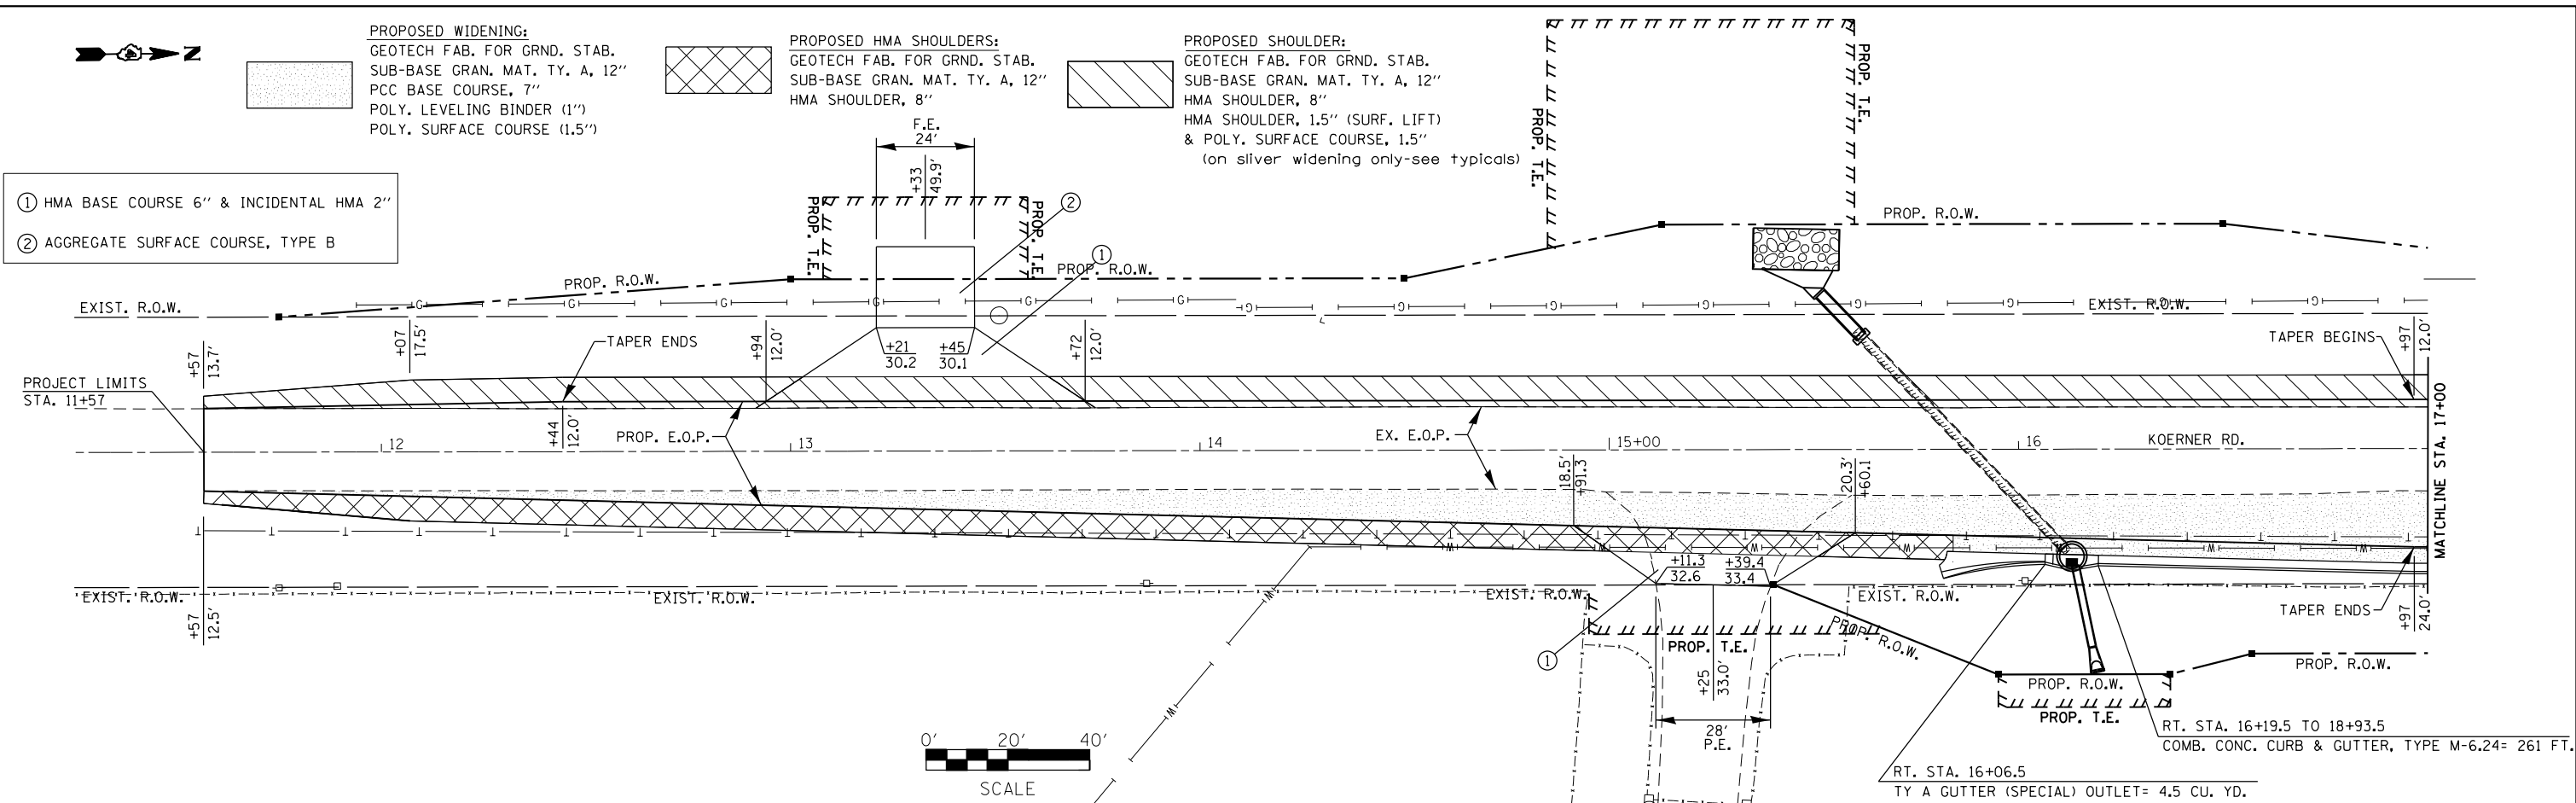 N
PROPOSED WIDENING:
GEOTECH FAB. FOR GRND. STAB.
SUB-BASE GRAN. MAT. TY. A, 12"
PCC BASE COURSE, 7"
POLY. LEVELING BINDER (1")
POLY. SURFACE COURSE (1.5")
PROPOSED HMA SHOULDERS:
GEOTECH FAB. FOR GRND. STAB.
SUB-BASE GRAN. MAT. TY. A, 12"
HMA SHOULDER, 8"
PROPOSED SHOULDER:
GEOTECH FAB. FOR GRND. STAB.
SUB-BASE GRAN. MAT. TY. A, 12"
HMA SHOULDER, 8"
HMA SHOULDER, 1.5" (SURF. LIFT)
& POLY. SURFACE COURSE, 1.5"
(on sliver widening only-see typicals)
1 HMA BASE COURSE 6" & INCIDENTAL HMA 2"
2 AGGREGATE SURFACE COURSE, TYPE B
F.E.
24'
+33
49.9'
PROP. T.E.
PROP. T.E.
2
1
PROP. T.E.
PROP. T.E.
PROP. R.O.W.
PROP. R.O.W.
PROP. R.O.W.
EXIST. R.O.W.
EXIST. R.O.W.
G G G G G G G G G G G G G
+57
13.7'
+07
17.5'
TAPER ENDS
+94
12.0'
+21
30.2
+45
30.1
+72
12.0'
TAPER BEGINS
+97
12.0'
PROJECT LIMITS
STA. 11+57
+44
12.0'
PROP. E.O.P.
EX. E.O.P.
12
13
14
15+00
16
KOERNER RD.
MATCHLINE STA. 17+00
18.5'
+91.3
20.3'
+60.1
T T T T T T T T T T T T T T T T T T T T T T
W W W W W W W
+11.3
32.6
+39.4
33.4
EXIST. R.O.W.
EXIST. R.O.W.
EXIST. R.O.W.
EXIST. R.O.W.
+57
12.5'
W
W
1
PROP. T.E.
PROP. R.O.W.
+25
33.0'
28'
P.E.
TAPER ENDS
+97
24.0'
PROP. R.O.W.
PROP. R.O.W.
PROP. T.E.
RT. STA. 16+19.5 TO 18+93.5
COMB. CONC. CURB & GUTTER, TYPE M-6.24= 261 FT.
RT. STA. 16+06.5
TY A GUTTER (SPECIAL) OUTLET= 4.5 CU. YD.
0' 20' 40'
SCALE